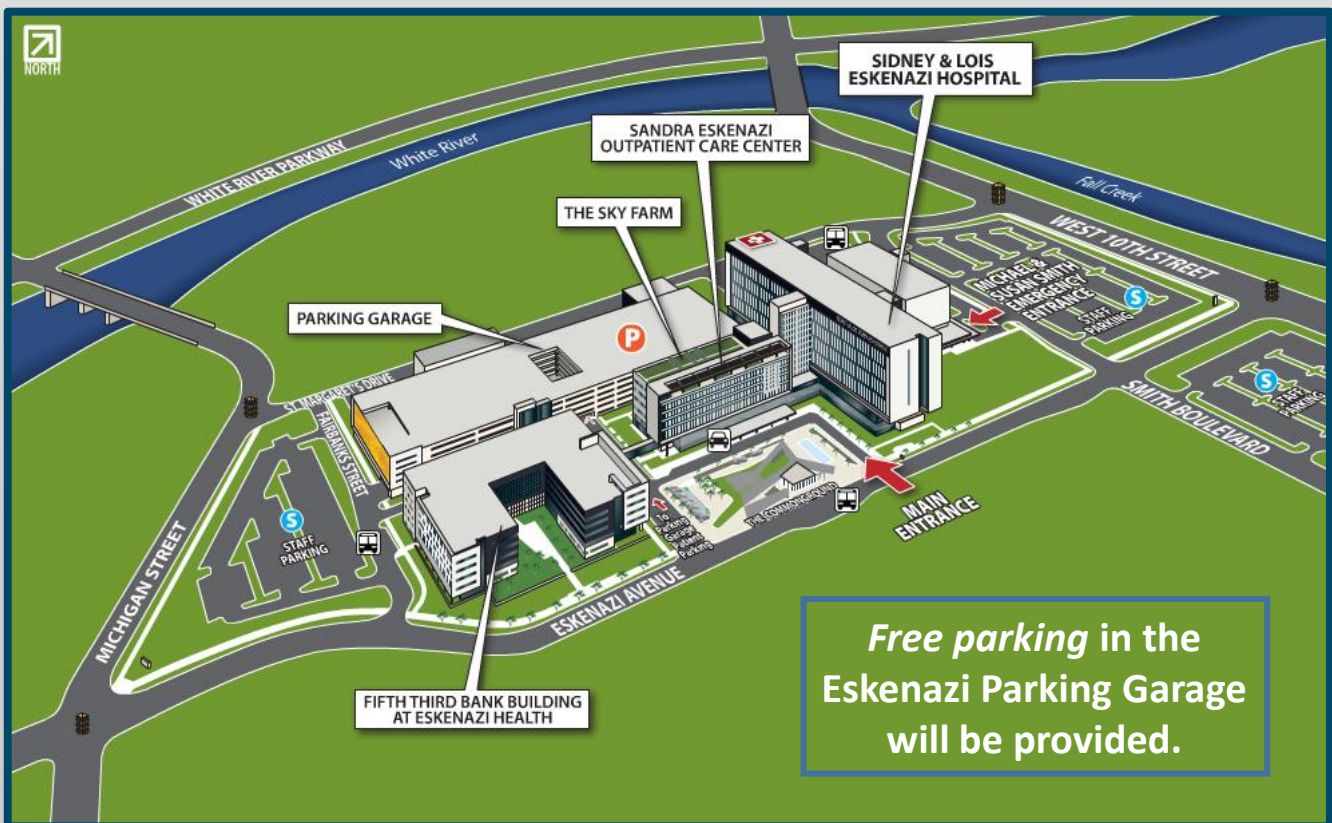 NORTH
SIDNEY & LOIS
ESKENAZI HOSPITAL
SANDRA ESKENAZI
OUTPATIENT CARE CENTER
THE SKY FARM
PARKING GARAGE
WHITE RIVER PARKWAY
White River
Fall Creek
WEST 10TH STREET
MICHAEL &
SUSAN SMITH
EMERGENCY
ENTRANCE
S
STAFF
PARKING
S
STAFF
PARKING
SMITH BOULEVARD
P
ST. MARGARET'S DRIVE
FAIRBANKS STREET
S
STAFF
PARKING
MICHIGAN STREET
To
Parking
Garage
Patient
Parking
THE COMMONGROUND
MAIN
ENTRANCE
ESKENAZI AVENUE
FIFTH THIRD BANK BUILDING
AT ESKENAZI HEALTH
Free parking in the
Eskenazi Parking Garage
will be provided.